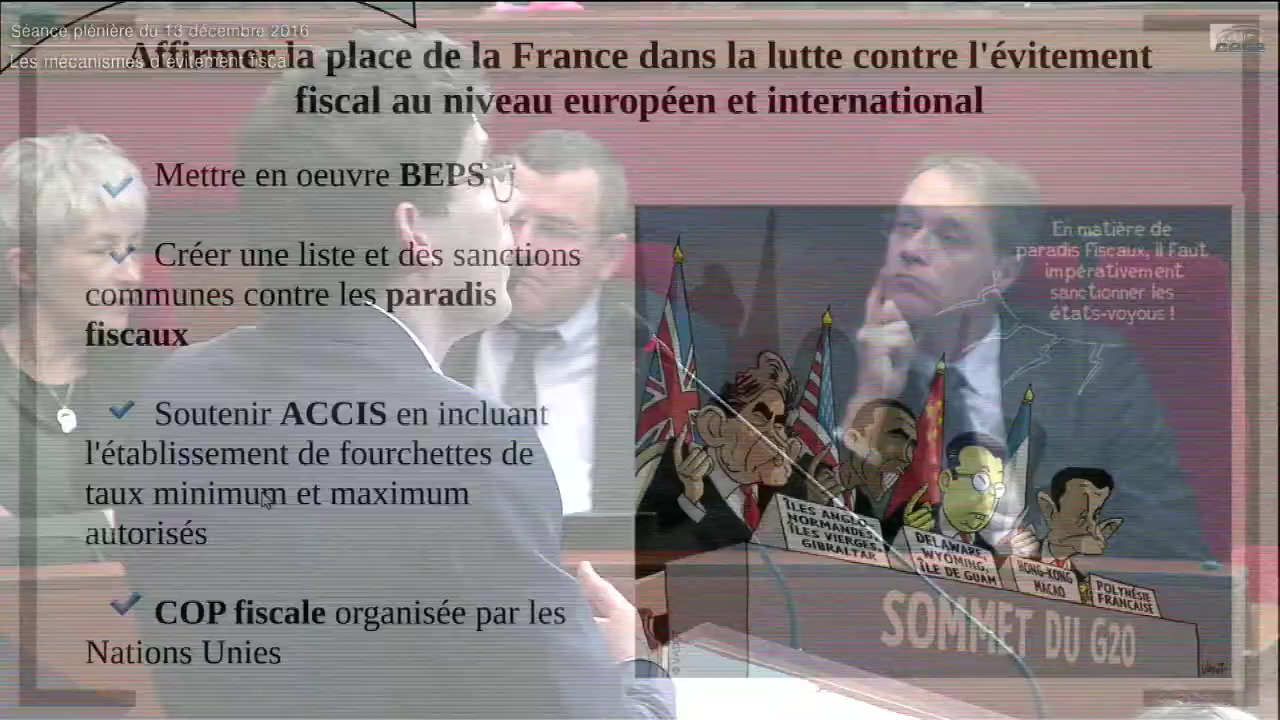 Séance plénière du 13 décembre 2016
Les mécanismes d'évitement fiscal
Affirmer la place de la France dans la lutte contre l'évitement
fiscal au niveau européen et international
Mettre en oeuvre BEPS
Créer une liste et des sanctions
communes contre les paradis
fiscaux
Soutenir ACCIS en incluant
l'établissement de fourchettes de
taux minimum et maximum
autorisés
COP fiscale organisée par les
Nations Unies
En matière de
paradis fiscaux, il faut
impérativement
sanctionner les
états-voyous !
ÎLES ANGLO-
NORMANDES,
ÎLES VIERGES,
GIBRALTAR
DELAWARE,
WYOMING,
ÎLE DE GUAM
HONG-KONG
MACAO
POLYNÉSIE
FRANÇAISE
SOMMET DU G20